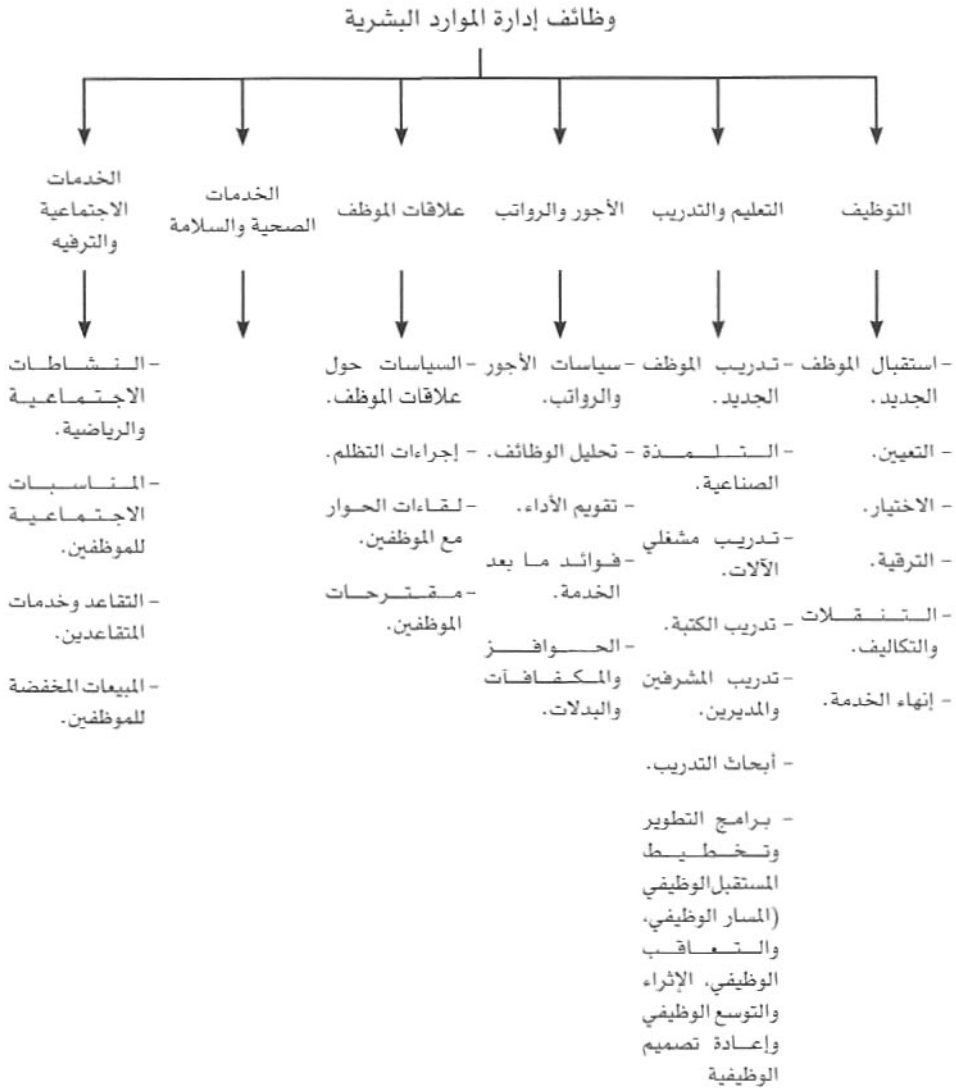 وظائف إدارة الموارد البشرية
التوظيف
التعليم والتدريب
الأجور والرواتب
علاقات الموظف
الخدمات
الصحية والسلامة
الخدمات
الاجتماعية
والترفيه
- استقبال الموظف
الجديد.
- التعيين.
- الاختيار.
- الترقية.
- التنقلات
والتكاليف.
- إنهاء الخدمة.
- تدريب الموظف
الجديد.
- التلمذة
الصناعية.
- تدريب مشغلي
الآلات.
- تدريب الكتبة.
- تدريب المشرفين
والمديرين.
- أبحاث التدريب.
- برامج التطوير
وتخطيط
المستقبل الوظيفي
(المسار الوظيفي،
والتعاقب
الوظيفي، الإثراء
والتوسع الوظيفي
وإعادة تصميم
الوظيفية
- سياسات الأجور
والرواتب.
- تحليل الوظائف.
- تقويم الأداء.
- فوائد ما بعد
الخدمة.
- الحوافز
والمكفافآت
والبدلات.
- السياسات حول
علاقات الموظف.
- إجراءات التظلم.
- لقاءات الحوار
مع الموظفين.
- مقترحات
الموظفين.
- النشاطات
الاجتماعية
والرياضية.
- المناسبات
الاجتماعية
للموظفين.
- التقاعد وخدمات
المتقاعدين.
- المبيعات المخفضة
للموظفين.